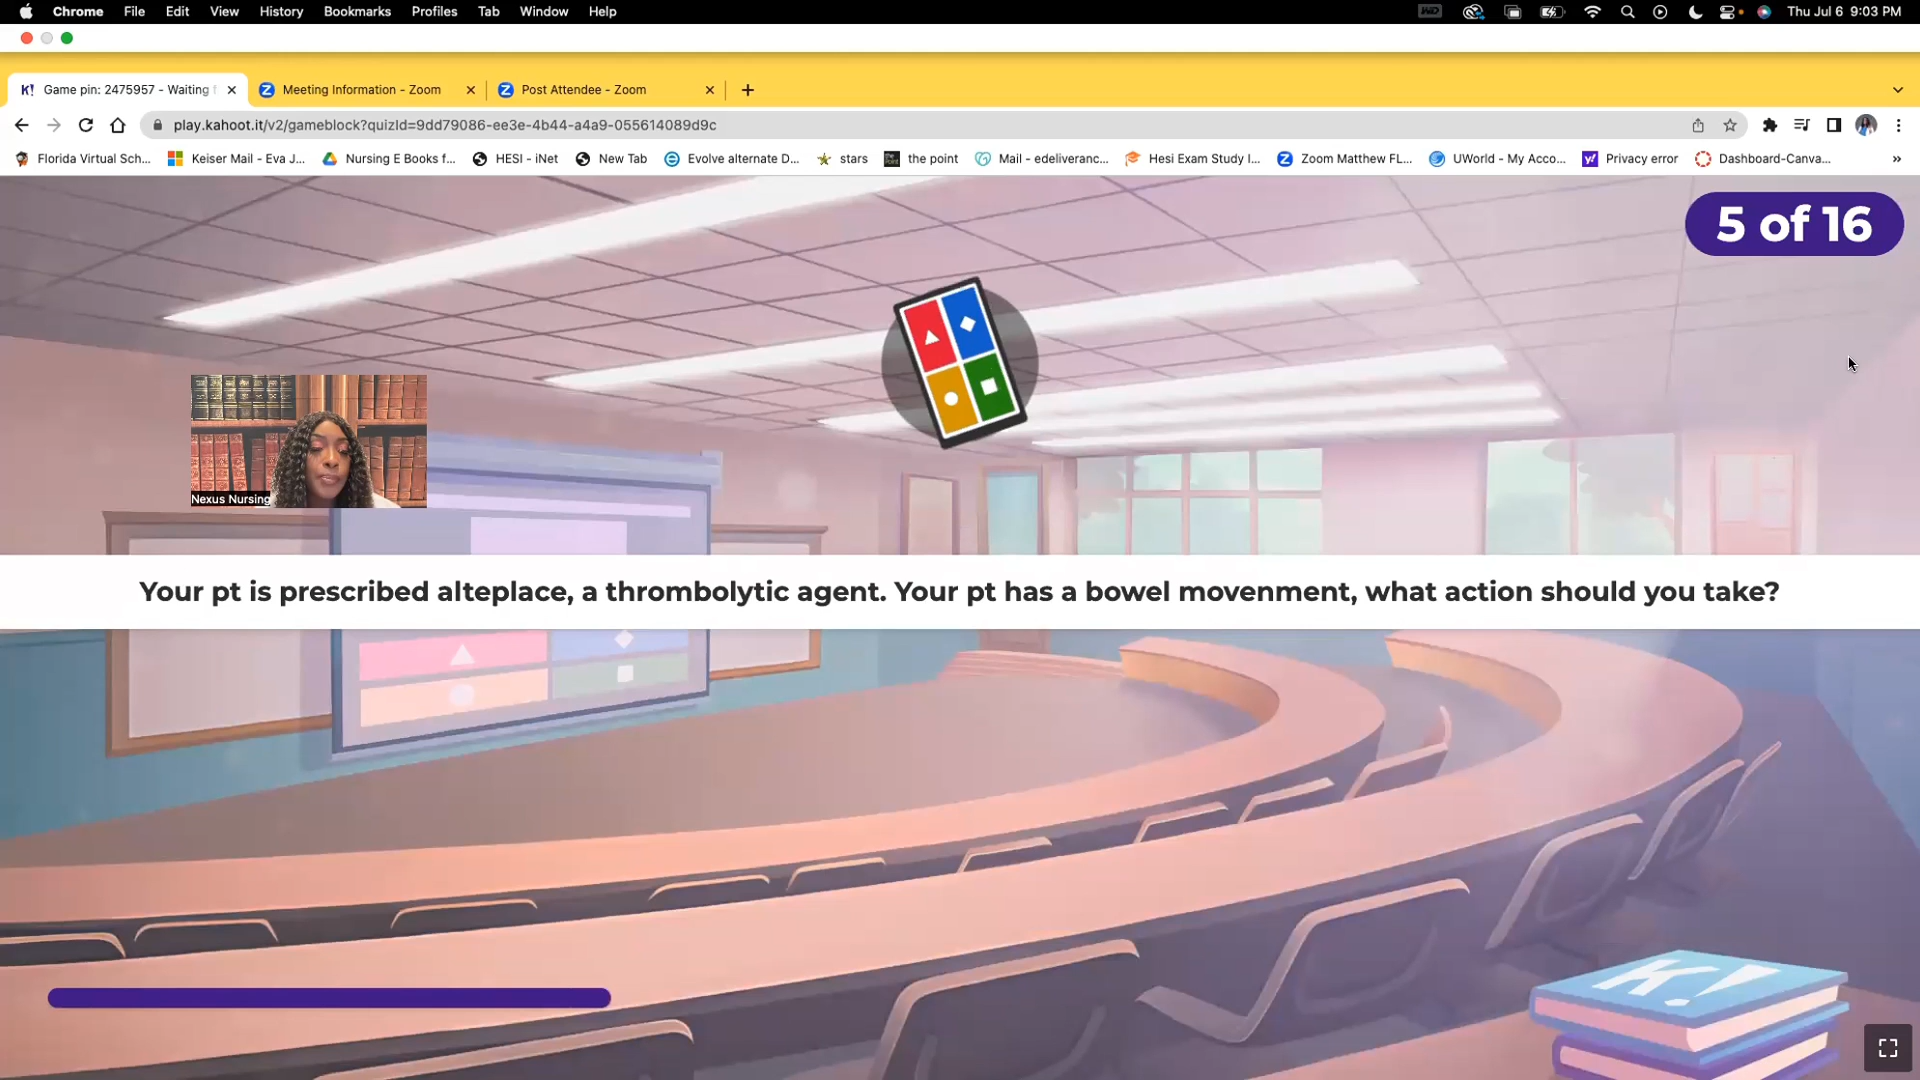 Chrome File Edit View History Bookmarks Profiles Tab Window Help Thu Jul 6 9:03 PM
K! Game pin: 2475957 - Waiting Meeting Information - Zoom Post Attendee - Zoom
play.kahoot.it/v2/gameblock?quizId=9dd79086-ee3e-4b44-a4a9-055614089d9c
Florida Virtual Sch... Keiser Mail - Eva J... Nursing E Books f... HESI - iNet New Tab Evolve alternate D... stars the point Mail - edeliveranc... Hesi Exam Study I... Zoom Matthew FL... UWorld - My Acco... Privacy error Dashboard-Canva... »
5 of 16
Nexus Nursing
Your pt is prescribed alteplace, a thrombolytic agent. Your pt has a bowel movenment, what action should you take?
K!